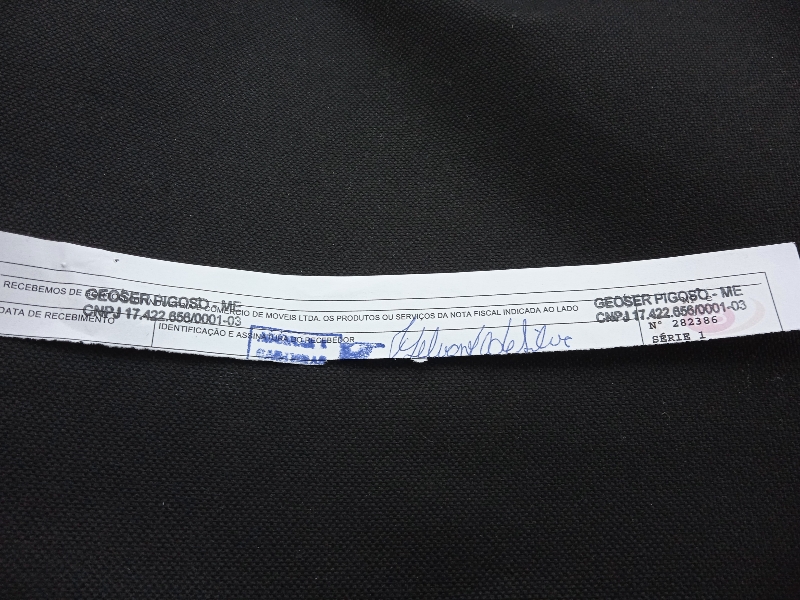 RECEBEMOS DE COMERCIO DE MOVEIS LTDA. OS PRODUTOS OU SERVIÇOS DA NOTA FISCAL INDICADA AO LADO
GEOSER PIGOSO - ME
CNPJ 17.422.656/0001-03
DATA DE RECEBIMENTO
IDENTIFICAÇÃO E ASSINATURA DO RECEBEDOR
GEOSER PIGOSO - ME
CNPJ 17.422.656/0001-03
Nº 282386
SÉRIE 1